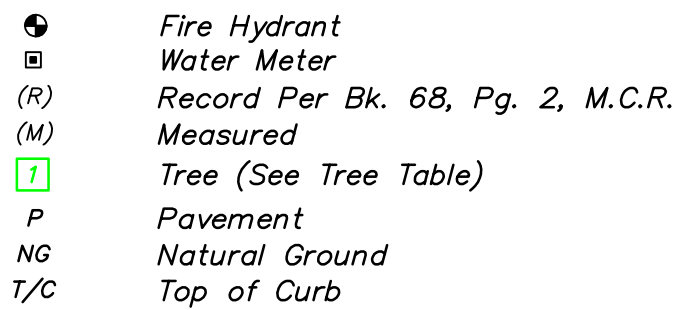 Fire Hydrant
Water Meter
(R) Record Per Bk. 68, Pg. 2, M.C.R.
(M) Measured
1 Tree (See Tree Table)
P Pavement
NG Natural Ground
T/C Top of Curb